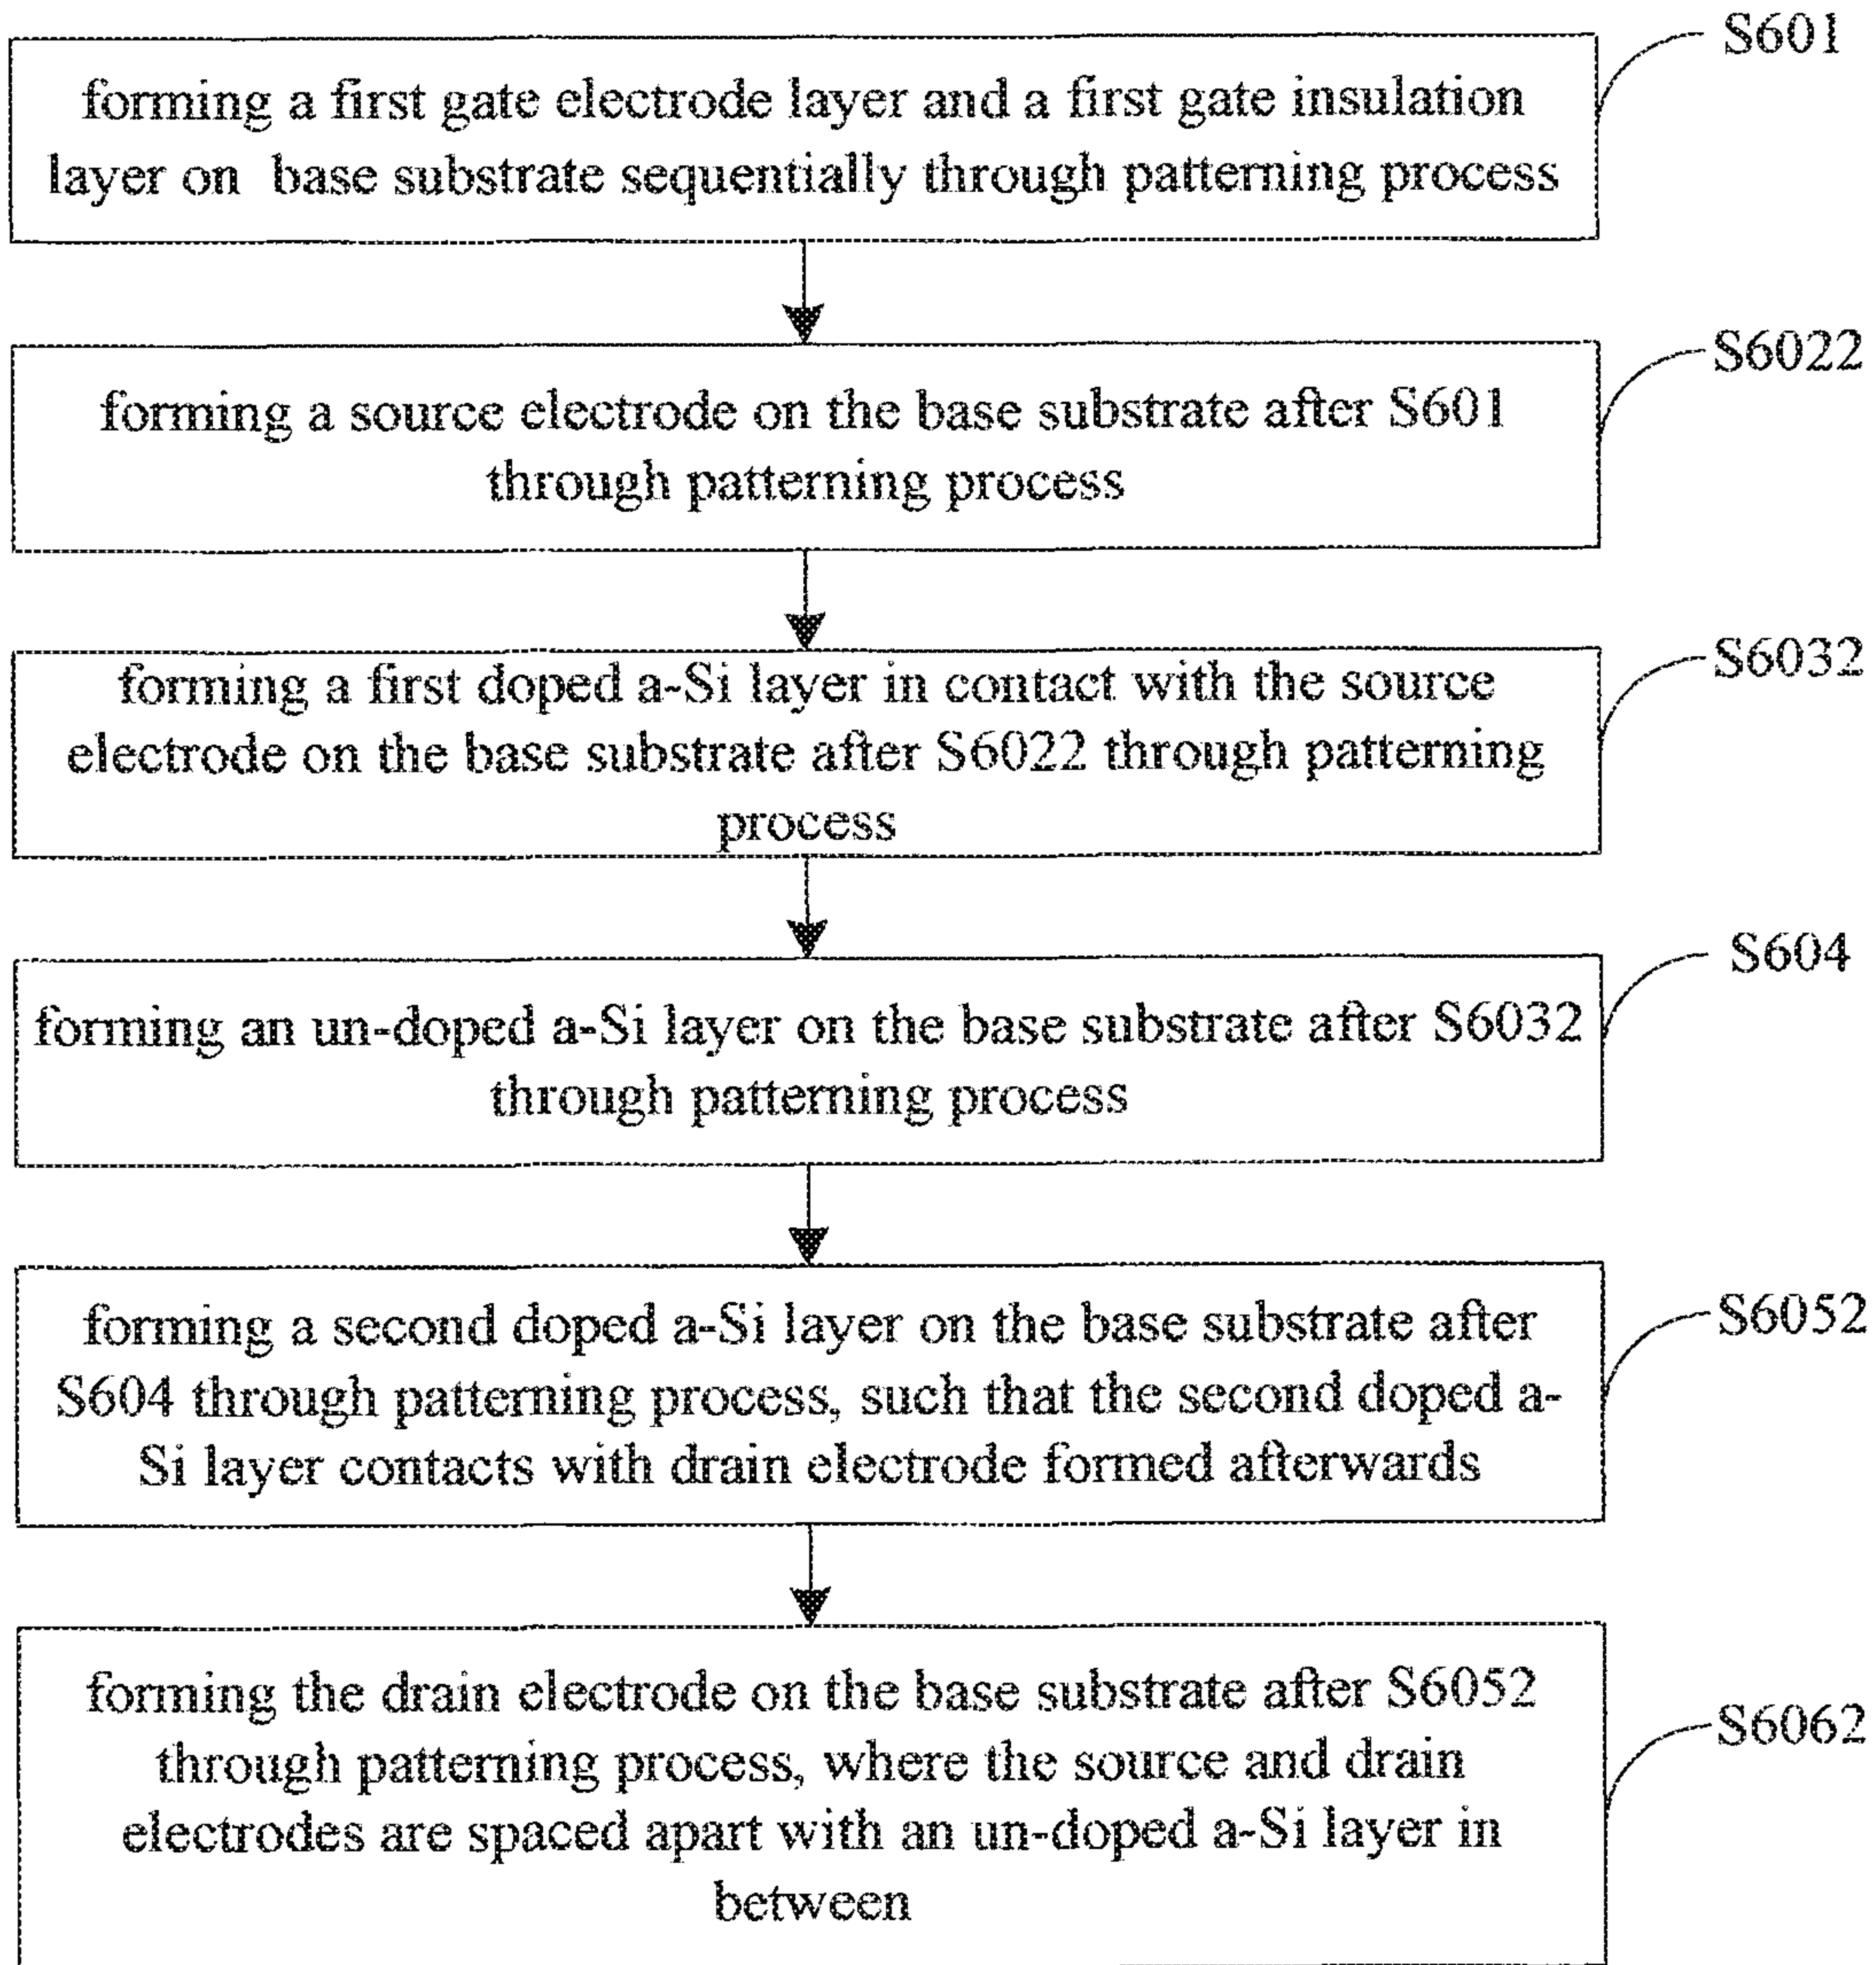 S601
forming a first gate electrode layer and a first gate insulation
layer on base substrate sequentially through patterning process
S6022
forming a source electrode on the base substrate after S601
through patterning process
S6032
forming a first doped a-Si layer in contact with the source
electrode on the base substrate after S6022 through patterning
process
S604
forming an un-doped a-Si layer on the base substrate after S6032
through patterning process
S6052
forming a second doped a-Si layer on the base substrate after
S604 through patterning process, such that the second doped a-
Si layer contacts with drain electrode formed afterwards
S6062
forming the drain electrode on the base substrate after S6052
through patterning process, where the source and drain
electrodes are spaced apart with an un-doped a-Si layer in
between